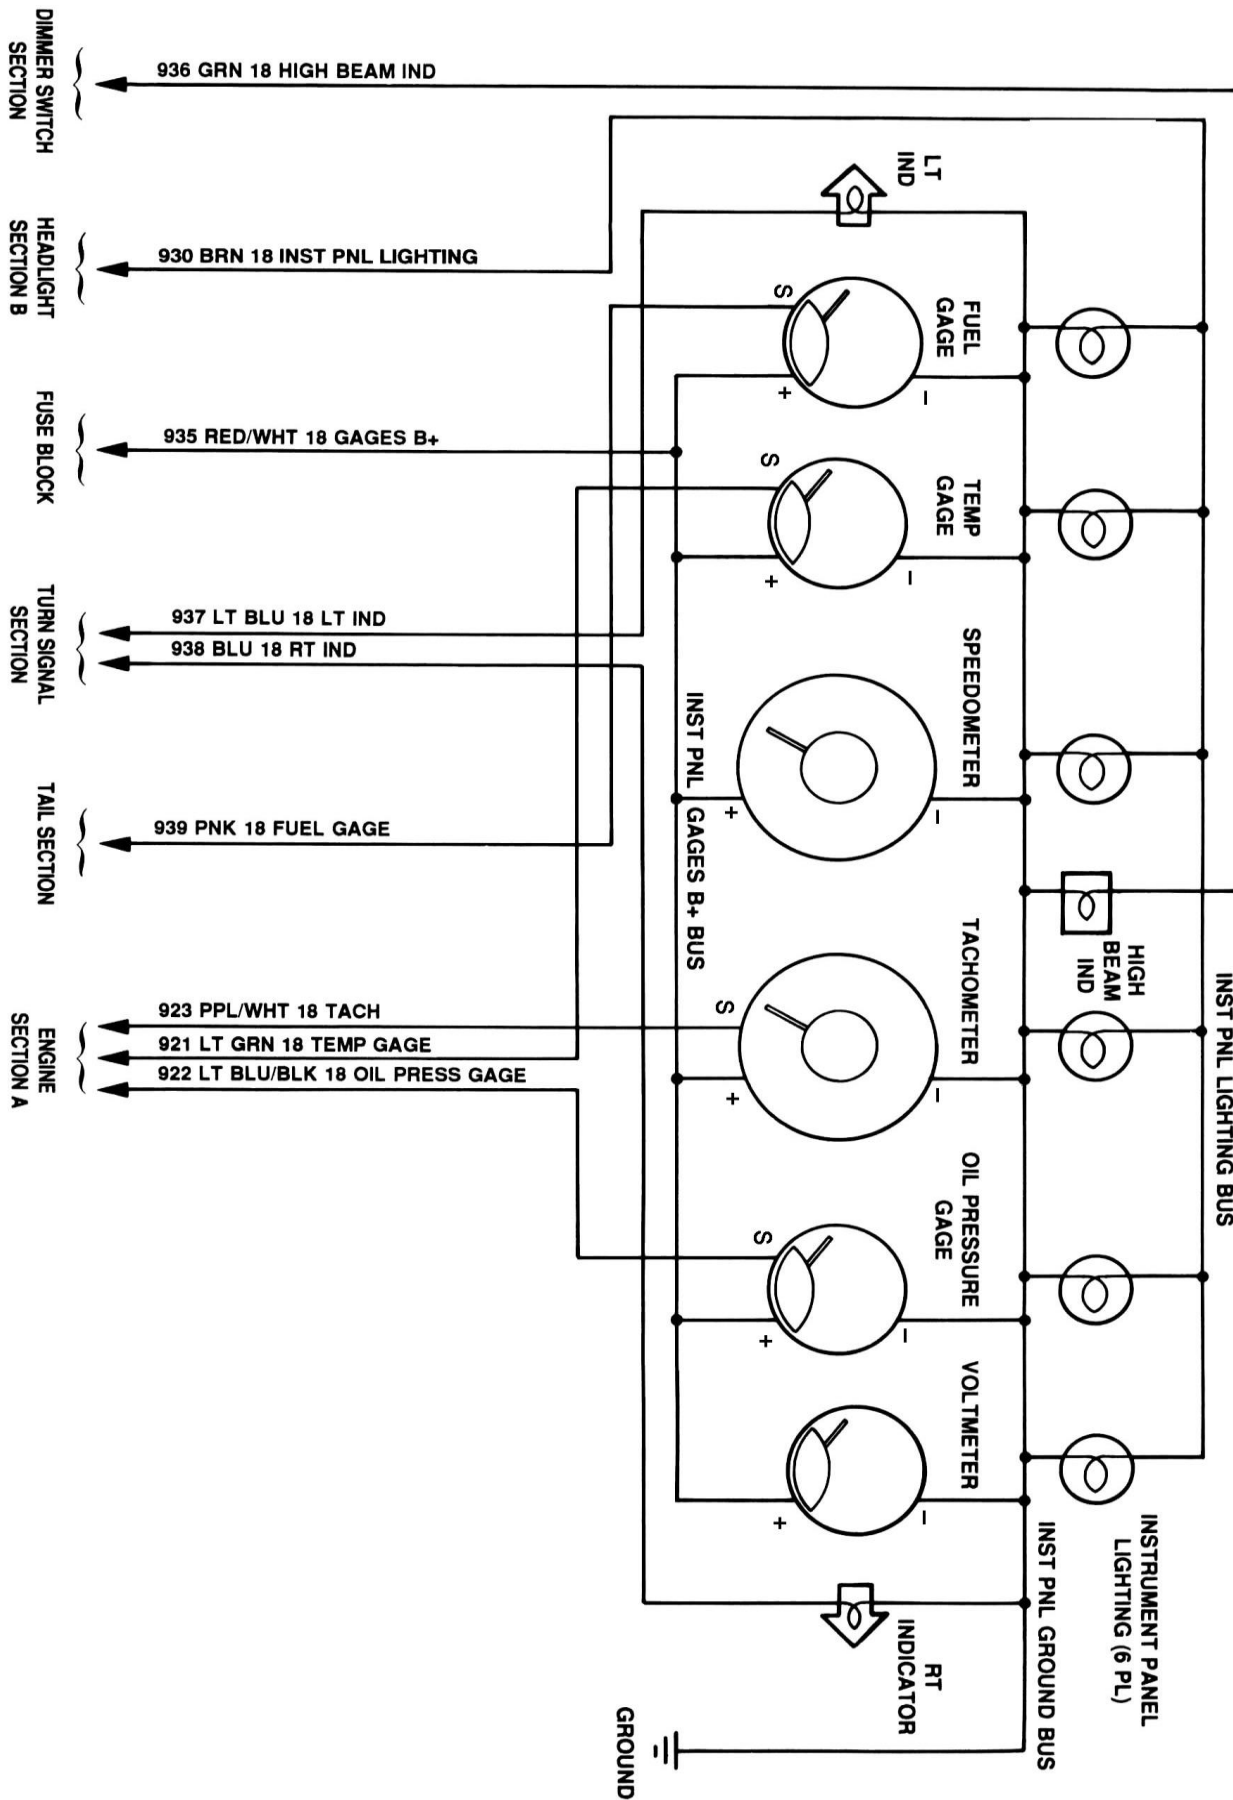 936 GRN 18 HIGH BEAM IND
DIMMER SWITCH
SECTION
930 BRN 18 INST PNL LIGHTING
HEADLIGHT
SECTION B
935 RED/WHT 18 GAGES B+
FUSE BLOCK
937 LT BLU 18 LT IND
938 BLU 18 RT IND
TURN SIGNAL
SECTION
939 PNK 18 FUEL GAGE
TAIL SECTION
923 PPL/WHT 18 TACH
921 LT GRN 18 TEMP GAGE
922 LT BLU/BLK 18 OIL PRESS GAGE
ENGINE
SECTION A
LT
IND
FUEL
GAGE
S
+
−
TEMP
GAGE
S
+
−
SPEEDOMETER
+
−
INST PNL GAGES B+ BUS
HIGH
BEAM
IND
TACHOMETER
S
+
−
INST PNL LIGHTING BUS
OIL PRESSURE
GAGE
S
+
−
VOLTMETER
+
−
INSTRUMENT PANEL
LIGHTING (6 PL)
INST PNL GROUND BUS
RT
INDICATOR
GROUND